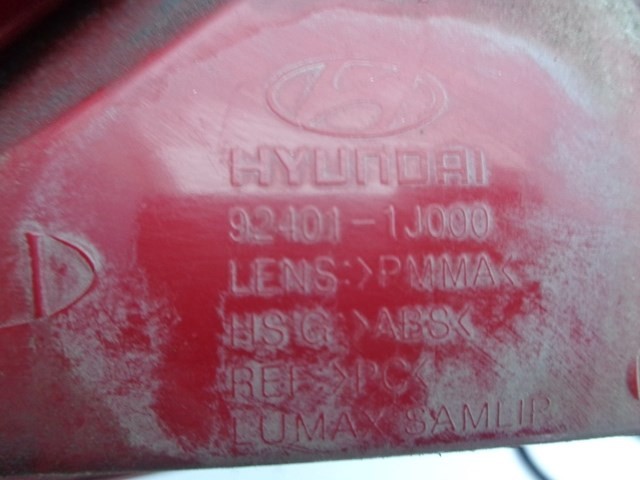 HYUNDAI
92401-1J000
LENS:>PMMA<
HSG:>ABS<
REF:>PC<
LUMAX SAMLIP